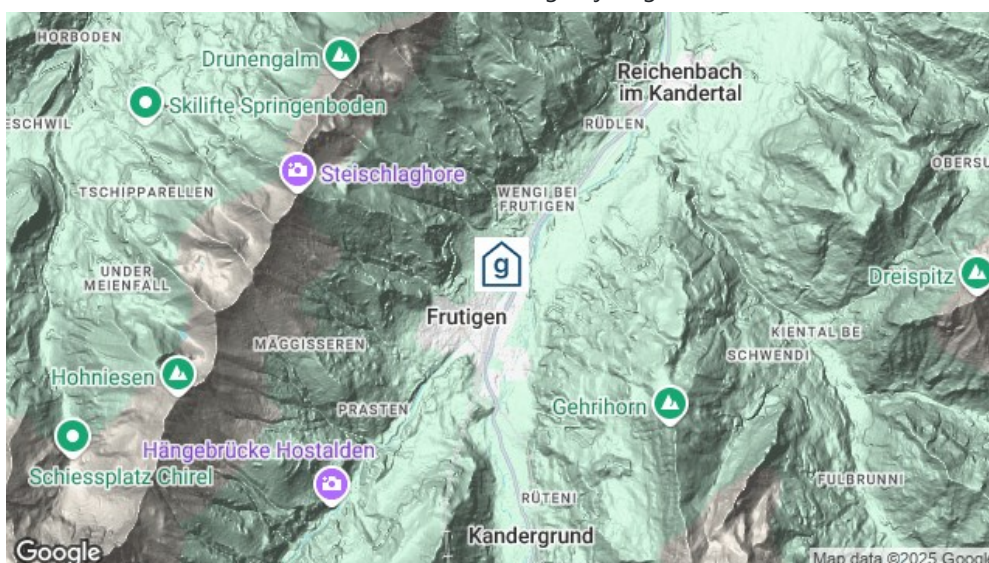 HORBODEN
Drunengalm
Reichenbach
im Kandertal
Skilifte Springenboden
ESCHWIL
RÜDLEN
OBERSU
Steischlaghore
TSCHIPPARELLEN
WENGI BEI
FRUTIGEN
g
UNDER
MEIENFALL
Dreispitz
Frutigen
KIENTAL BE
MÄGGISSEREN
SCHWENDI
Hohniesen
PRASTEN
Gehrihorn
Hängebrücke Hostalden
Schiessplatz Chirel
FULBRUNNI
RÜTENI
Kandergrund
Google
Map data ©2025 Google